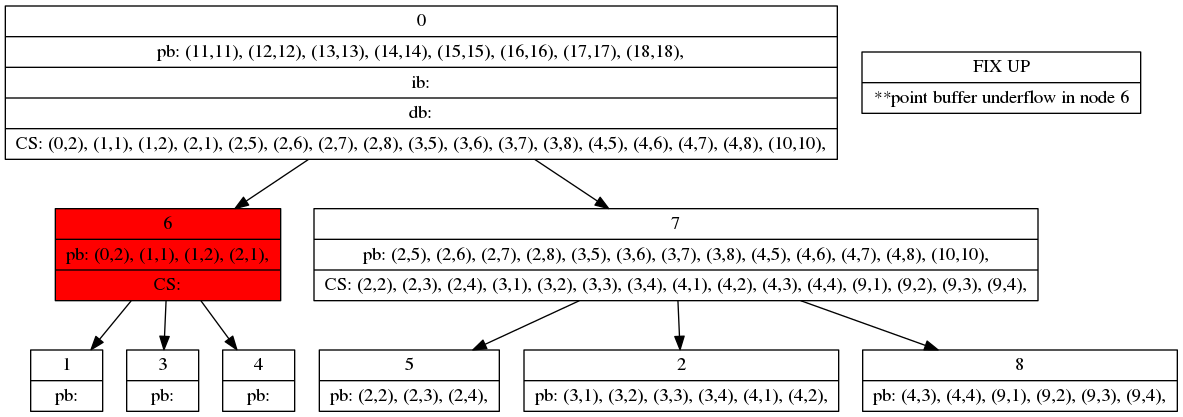 0
pb: (11,11), (12,12), (13,13), (14,14), (15,15), (16,16), (17,17), (18,18),
ib:
db:
CS: (0,2), (1,1), (1,2), (2,1), (2,5), (2,6), (2,7), (2,8), (3,5), (3,6), (3,7), (3,8), (4,5), (4,6), (4,7), (4,8), (10,10),
FIX UP
**point buffer underflow in node 6
6
pb: (0,2), (1,1), (1,2), (2,1),
CS:
7
pb: (2,5), (2,6), (2,7), (2,8), (3,5), (3,6), (3,7), (3,8), (4,5), (4,6), (4,7), (4,8), (10,10),
CS: (2,2), (2,3), (2,4), (3,1), (3,2), (3,3), (3,4), (4,1), (4,2), (4,3), (4,4), (9,1), (9,2), (9,3), (9,4),
1
pb:
3
pb:
4
pb:
5
pb: (2,2), (2,3), (2,4),
2
pb: (3,1), (3,2), (3,3), (3,4), (4,1), (4,2),
8
pb: (4,3), (4,4), (9,1), (9,2), (9,3), (9,4),